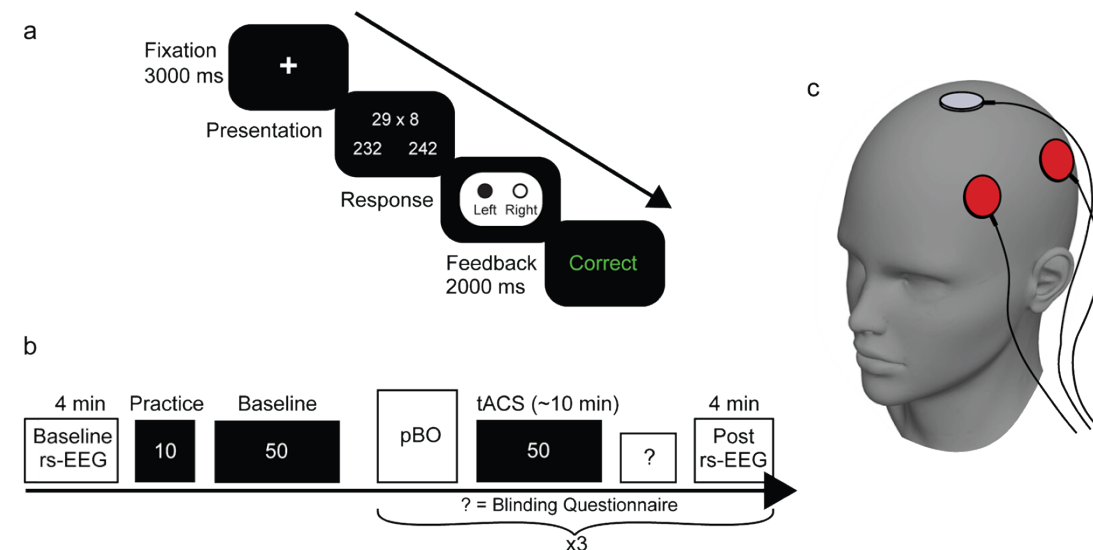 a
Fixation
3000 ms
+
Presentation
29 x 8
232 242
Response
Left Right
Feedback
2000 ms
Correct
b
4 min
Practice
Baseline
tACS (~10 min)
4 min
Baseline
rs-EEG
10
50
pBO
50
?
Post
rs-EEG
? = Blinding Questionnaire
x3
c